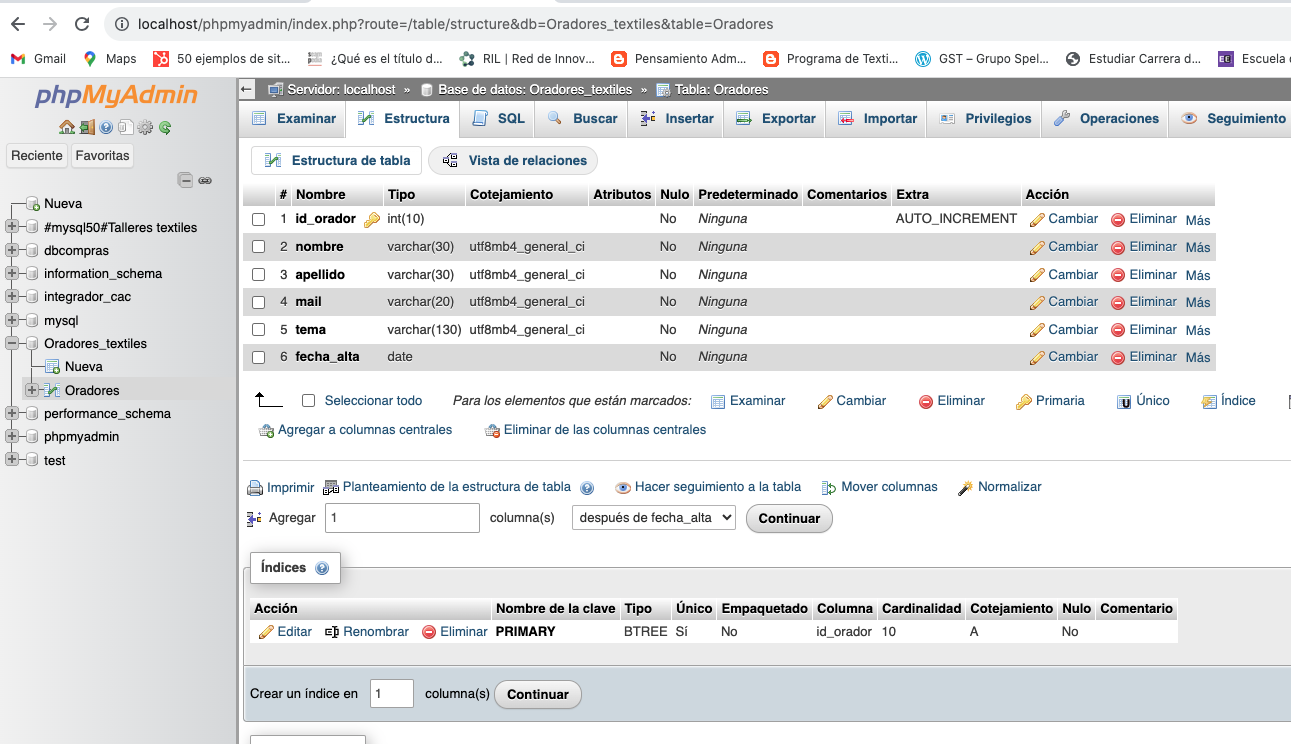 localhost/phpmyadmin/index.php?route=/table/structure&db=Oradores_textiles&table=Oradores
Gmail Maps 50 ejemplos de sit... ¿Qué es el título d... RIL | Red de Innov... Pensamiento Adm... Programa de Texti... GST – Grupo Spel... Estudiar Carrera d... EE Escuela
phpMyAdmin
Reciente Favoritas
Nueva
#mysql50#Talleres textiles
dbcompras
information_schema
integrador_cac
mysql
Oradores_textiles
Nueva
Oradores
performance_schema
phpmyadmin
test
Servidor: localhost » Base de datos: Oradores_textiles » Tabla: Oradores
Examinar Estructura SQL Buscar Insertar Exportar Importar Privilegios Operaciones Seguimiento
Estructura de tabla Vista de relaciones
# Nombre Tipo Cotejamiento Atributos Nulo Predeterminado Comentarios Extra Acción
1 id_orador int(10) No Ninguna AUTO_INCREMENT Cambiar Eliminar Más
2 nombre varchar(30) utf8mb4_general_ci No Ninguna Cambiar Eliminar Más
3 apellido varchar(30) utf8mb4_general_ci No Ninguna Cambiar Eliminar Más
4 mail varchar(20) utf8mb4_general_ci No Ninguna Cambiar Eliminar Más
5 tema varchar(130) utf8mb4_general_ci No Ninguna Cambiar Eliminar Más
6 fecha_alta date No Ninguna Cambiar Eliminar Más
Seleccionar todo Para los elementos que están marcados: Examinar Cambiar Eliminar Primaria Único Índice
Agregar a columnas centrales Eliminar de las columnas centrales
Imprimir Planteamiento de la estructura de tabla Hacer seguimiento a la tabla Mover columnas Normalizar
Agregar 1 columna(s) después de fecha_alta Continuar
Índices
Acción Nombre de la clave Tipo Único Empaquetado Columna Cardinalidad Cotejamiento Nulo Comentario
Editar Renombrar Eliminar PRIMARY BTREE Sí No id_orador 10 A No
Crear un índice en 1 columna(s) Continuar